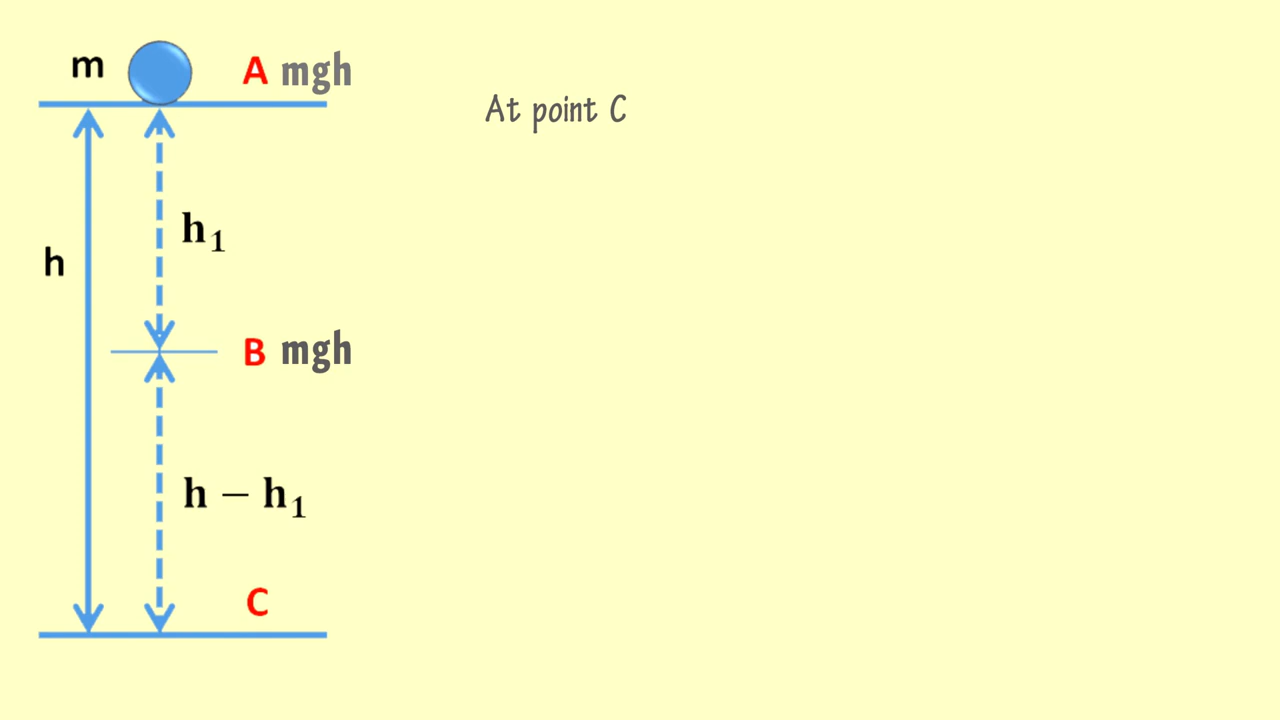 m A mgh
At point C
h₁
h
B mgh
h − h₁
C